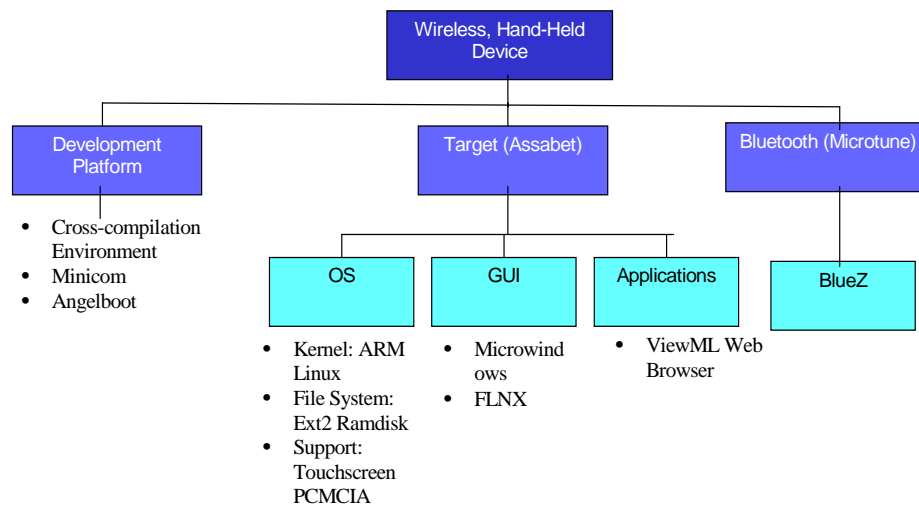 Wireless, Hand-Held
Device
Development
Platform
Target (Assabet)
Bluetooth (Microtune)
• Cross-compilation
Environment
• Minicom
• Angelboot
OS
GUI
Applications
BlueZ
• Kernel: ARM
Linux
• File System:
Ext2 Ramdisk
• Support:
Touchscreen
PCMCIA
• Microwind
ows
• FLNX
• ViewML Web
Browser